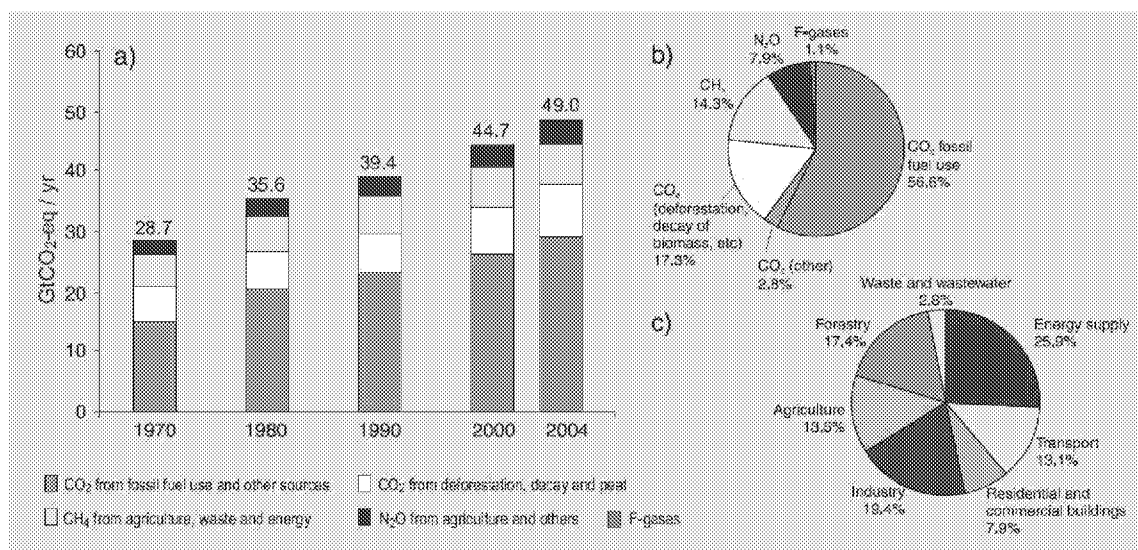 a)
GtCO₂-eq / yr
60
50
40
30
20
10
0
28.7
35.6
39.4
44.7
49.0
1970
1980
1990
2000
2004
CO₂ from fossil fuel use and other sources
CO₂ from deforestation, decay and peat
CH₄ from agriculture, waste and energy
N₂O from agriculture and others
F-gases
b)
F-gases
1.1%
N₂O
7.9%
CH₄
14.3%
CO₂ fossil
fuel use
56.6%
CO₂
(deforestation,
decay of
biomass, etc)
17.3%
CO₂ (other)
2.8%
c)
Waste and wastewater
2.8%
Forestry
17.4%
Energy supply
25.9%
Agriculture
13.5%
Transport
13.1%
Industry
19.4%
Residential and
commercial buildings
7.9%